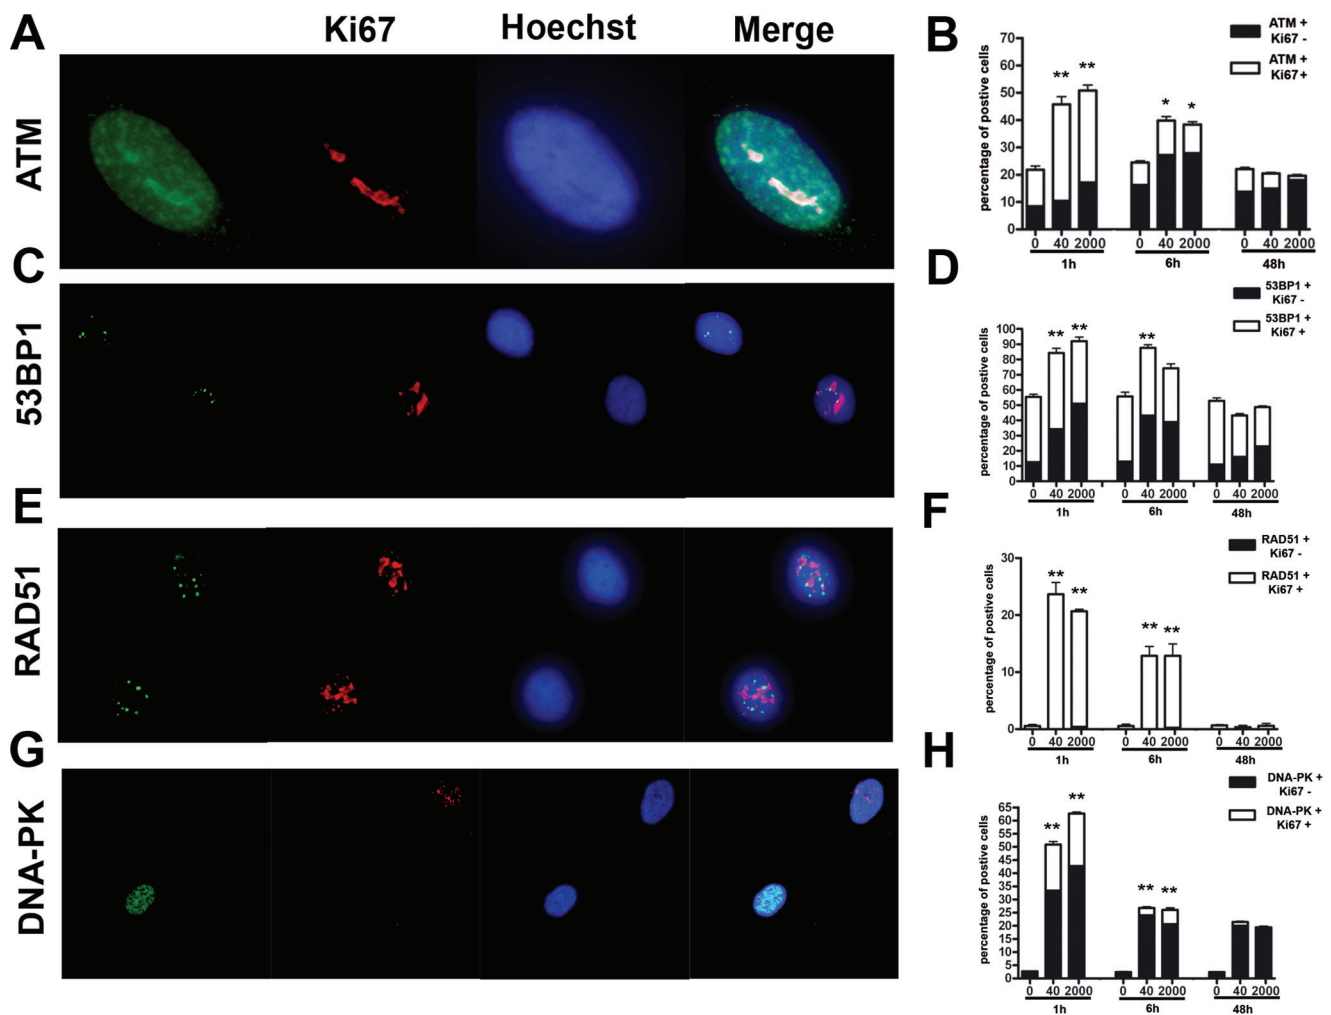 A
Ki67
Hoechst
Merge
ATM
B
ATM +
Ki67 -
ATM +
Ki67 +
percentage of postive cells
70
60
50
40
30
20
10
0
** ** * *
0 40 2000 0 40 2000 0 40 2000
1h 6h 48h
C
53BP1
D
53BP1 +
Ki67 -
53BP1 +
Ki67 +
percentage of postive cells
100
90
80
70
60
50
40
30
20
10
0
** ** **
0 40 2000 0 40 2000 0 40 2000
1h 6h 48h
E
RAD51
F
RAD51 +
Ki67 -
RAD51 +
Ki67 +
percentage of postive cells
30
20
10
0
** ** ** **
0 40 2000 0 40 2000 0 40 2000
1h 6h 48h
G
DNA-PK
H
DNA-PK +
Ki67 -
DNA-PK +
Ki67 +
percentage of postive cells
65
60
55
50
45
40
35
30
25
20
15
10
5
0
** ** ** **
0 40 2000 0 40 2000 0 40 2000
1h 6h 48h